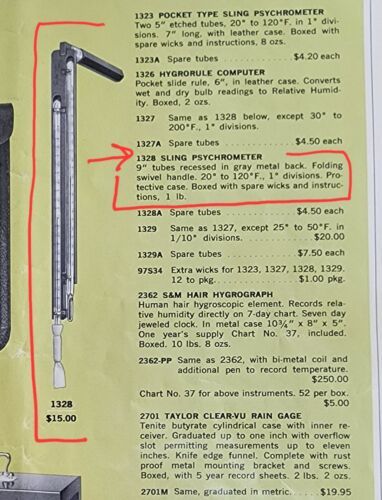 1323 POCKET TYPE SLING PSYCHROMETER
Two 5" etched tubes, 20° to 120°F. in 1° divi-
sions. 7" long, with leather case. Boxed with
spare wicks and instructions, 8 ozs.
1323A Spare tubes . . . . . . . . . . . . . . . . $4.20 each
1326 HYGRORULE COMPUTER
Pocket slide rule, 6", in leather case. Converts
wet and dry bulb readings to Relative Humid-
ity. Boxed, 2 ozs.
1327 Same as 1328 below, except 30° to
200°F., 1° divisions.
1327A Spare tubes . . . . . . . . . . . . . . . . $4.50 each
1328 SLING PSYCHROMETER
9" tubes recessed in gray metal back. Folding
swivel handle. 20° to 120°F., 1° divisions. Pro-
tective case. Boxed with spare wicks and instruc-
tions, 1 lb.
1328A Spare tubes . . . . . . . . . . . . . . . . $4.50 each
1329 Same as 1327, except 25° to 50°F. in
1/10° divisions. . . . . . . . . . . . . . . . $20.00
1329A Spare tubes . . . . . . . . . . . . . . . . $7.50 each
97S34 Extra wicks for 1323, 1327, 1328, 1329.
12 to pkg. . . . . . . . . . . . . . . . . . $1.00 pkg.
2362 S&M HAIR HYGROGRAPH
Human hair hygroscopic element. Records rela-
tive humidity directly on 7-day chart. Seven day
jeweled clock. In metal case 10¾" x 8" x 5".
One year's supply Chart No. 37, included.
Boxed. 10 lbs. 8 ozs.
2362-PP Same as 2362, with bi-metal coil and
additional pen to record temperature.
$250.00
Chart No. 37 for above instruments. 52 per box.
$5.00
1328
$15.00
2701 TAYLOR CLEAR-VU RAIN GAGE
Tenite butyrate cylindrical case with inner re-
ceiver. Graduated up to one inch with overflow
slot permitting measurements up to eleven
inches. Knife edge funnel. Complete with rust
proof metal mounting bracket and screws.
Boxed, with 5 year record sheets. 2 lbs. 2 ozs.
2701M Same, graduated in metric. . . . . $19.95